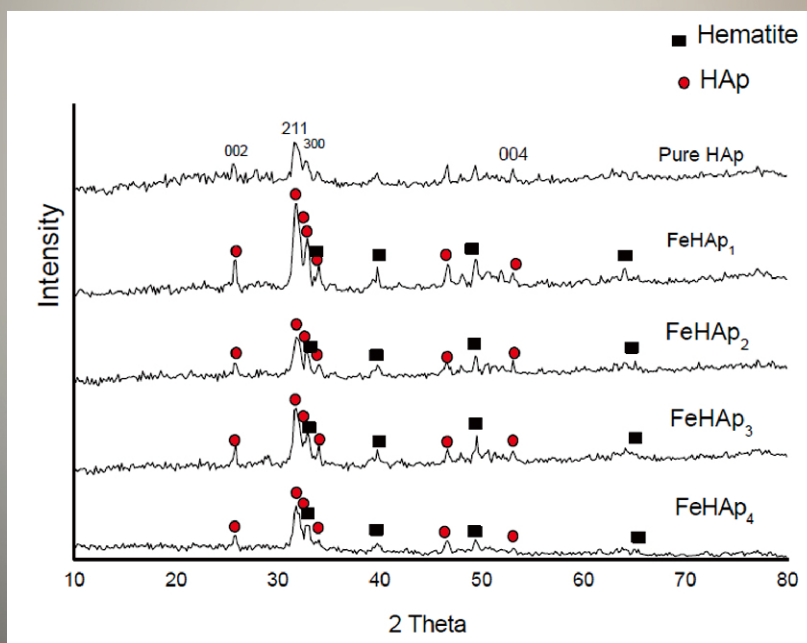 Hematite
HAp
002
211
300
004
Pure HAp
FeHAp1
FeHAp2
FeHAp3
FeHAp4
Intensity
10 20 30 40 50 60 70 80
2 Theta